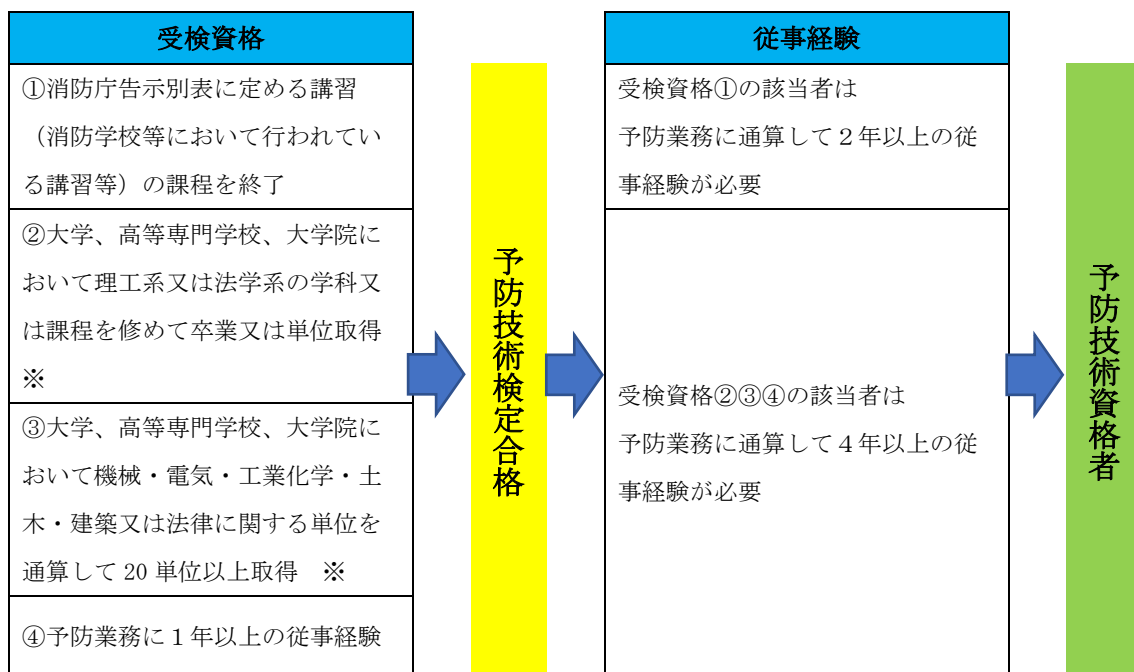 受検資格
①消防庁告示別表に定める講習
（消防学校等において行われてい
る講習等）の課程を終了
②大学、高等専門学校、大学院に
おいて理工系又は法学系の学科又
は課程を修めて卒業又は単位取得
※
③大学、高等専門学校、大学院に
おいて機械・電気・工業化学・土
木・建築又は法律に関する単位を
通算して 20 単位以上取得　※
④予防業務に１年以上の従事経験
予防技術検定合格
従事経験
受検資格①の該当者は
予防業務に通算して２年以上の従
事経験が必要
受検資格②③④の該当者は
予防業務に通算して４年以上の従
事経験が必要
予防技術資格者